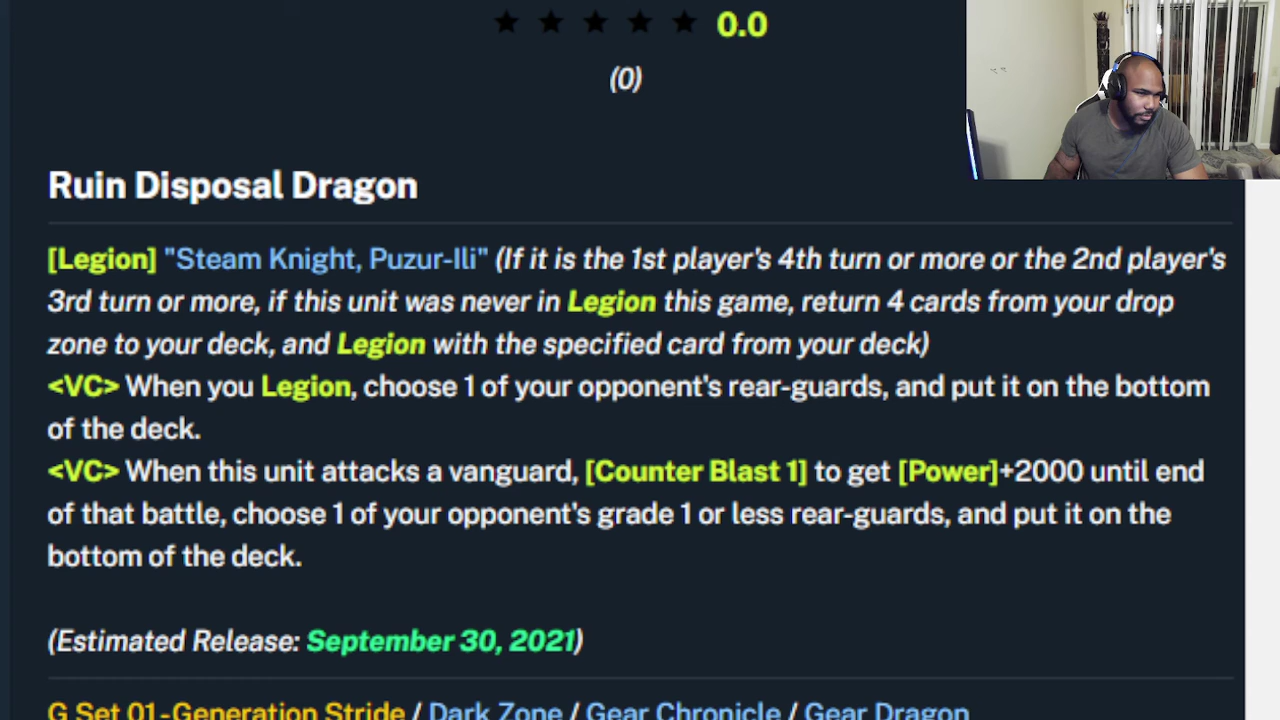 0.0
(0)
Ruin Disposal Dragon
[Legion] "Steam Knight, Puzur-Ili" (If it is the 1st player's 4th turn or more or the 2nd player's
3rd turn or more, if this unit was never in Legion this game, return 4 cards from your drop
zone to your deck, and Legion with the specified card from your deck)
<VC> When you Legion, choose 1 of your opponent's rear-guards, and put it on the bottom
of the deck.
<VC> When this unit attacks a vanguard, [Counter Blast 1] to get [Power]+2000 until end
of that battle, choose 1 of your opponent's grade 1 or less rear-guards, and put it on the
bottom of the deck.
(Estimated Release: September 30, 2021)
G Set 01-Generation Stride / Dark Zone / Gear Chronicle / Gear Dragon